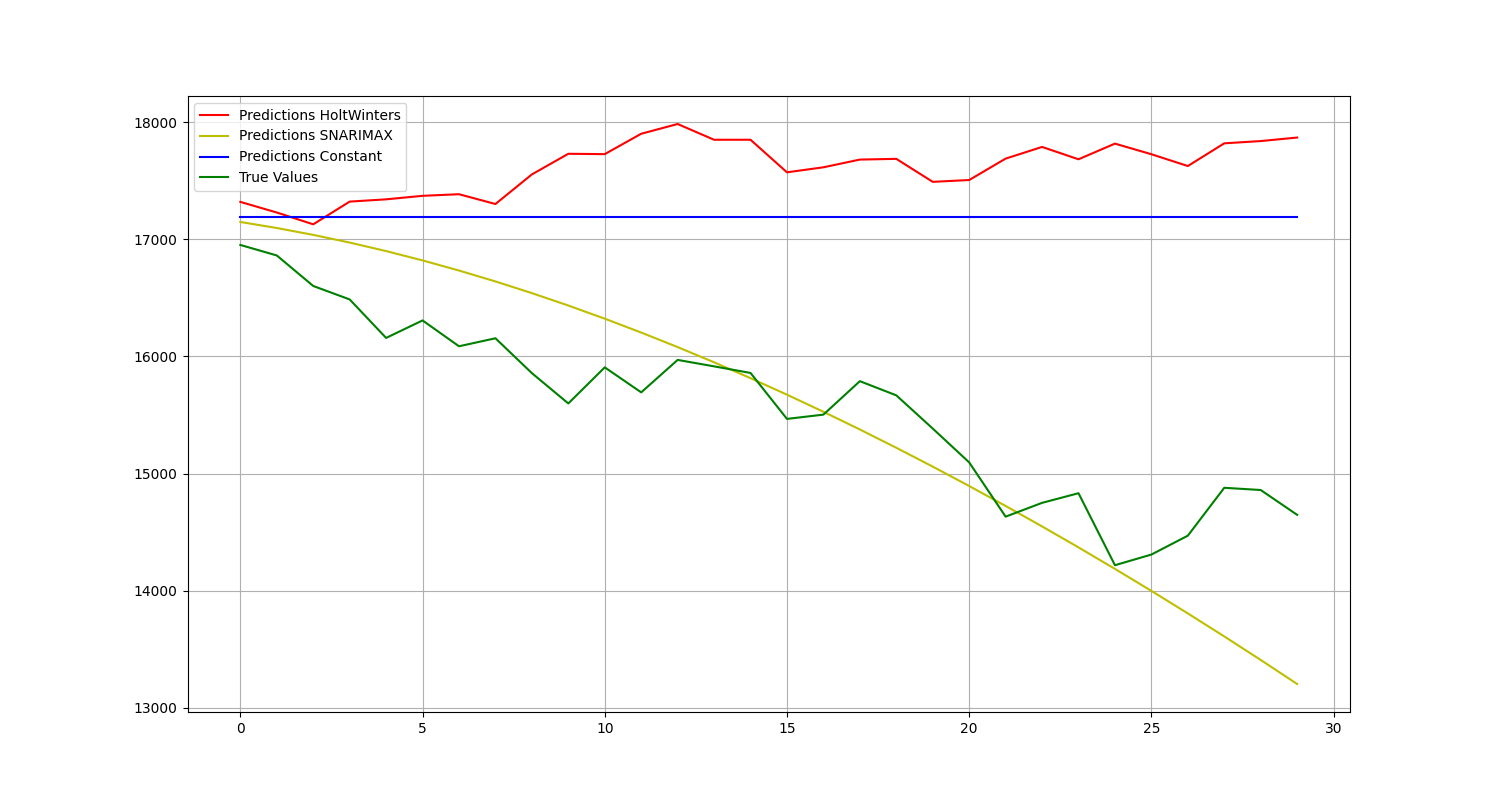 Predictions HoltWinters
Predictions SNARIMAX
Predictions Constant
True Values
18000
17000
16000
15000
14000
13000
0 5 10 15 20 25 30